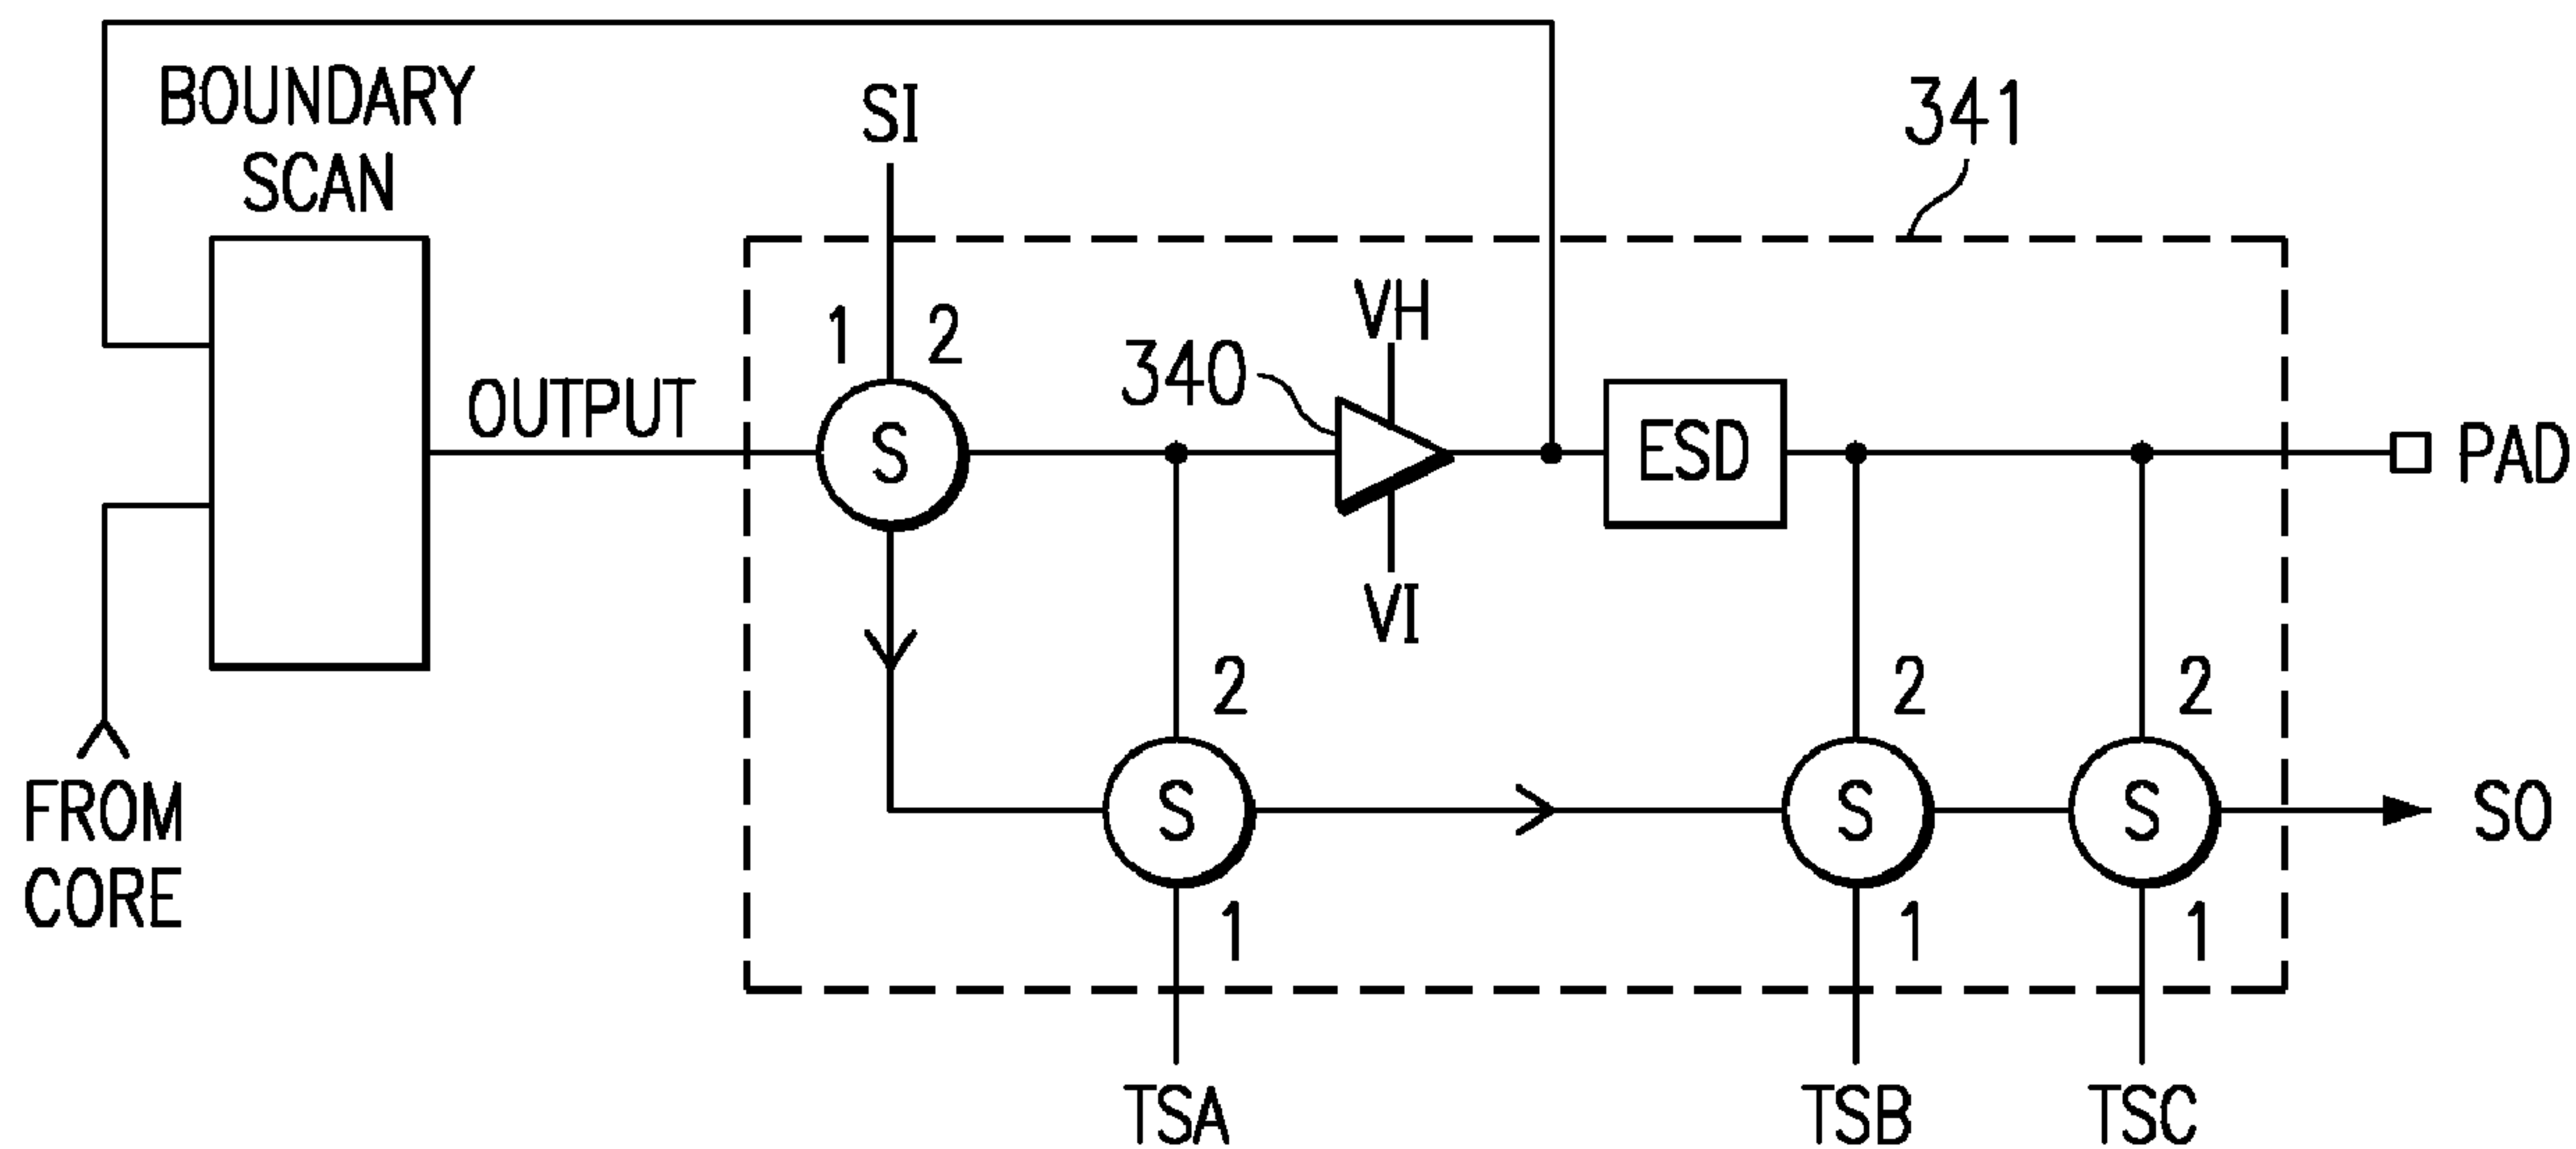 BOUNDARY
SCAN
SI
341
1 2
VH
340
OUTPUT
S
ESD
PAD
VI
2
2
2
S
S
S
SO
FROM
CORE
1
1
1
TSA
TSB
TSC